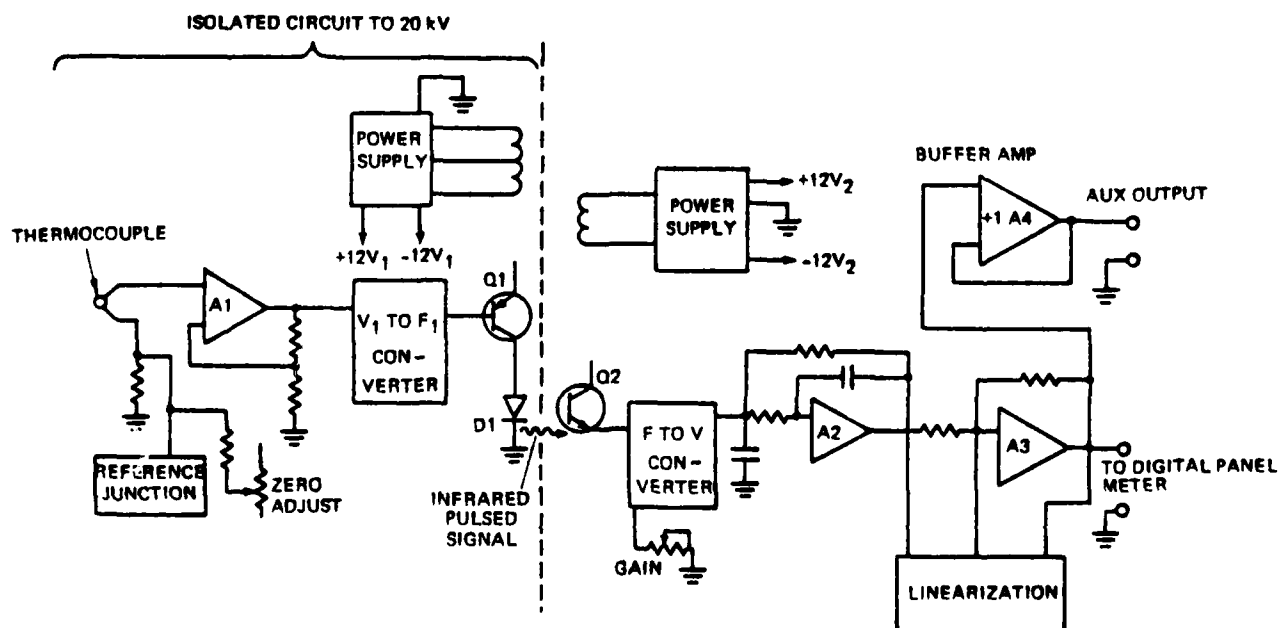 ISOLATED CIRCUIT TO 20 kV
POWER
SUPPLY
+12V₁ -12V₁
THERMOCOUPLE
A1
V₁ TO F₁
CON-
VERTER
Q1
D1
REFERENCE
JUNCTION
ZERO
ADJUST
INFRARED
PULSED
SIGNAL
Q2
F TO V
CON-
VERTER
GAIN
POWER
SUPPLY
+12V₂
-12V₂
BUFFER AMP
+1 A4
AUX OUTPUT
A2
A3
TO DIGITAL PANEL
METER
LINEARIZATION